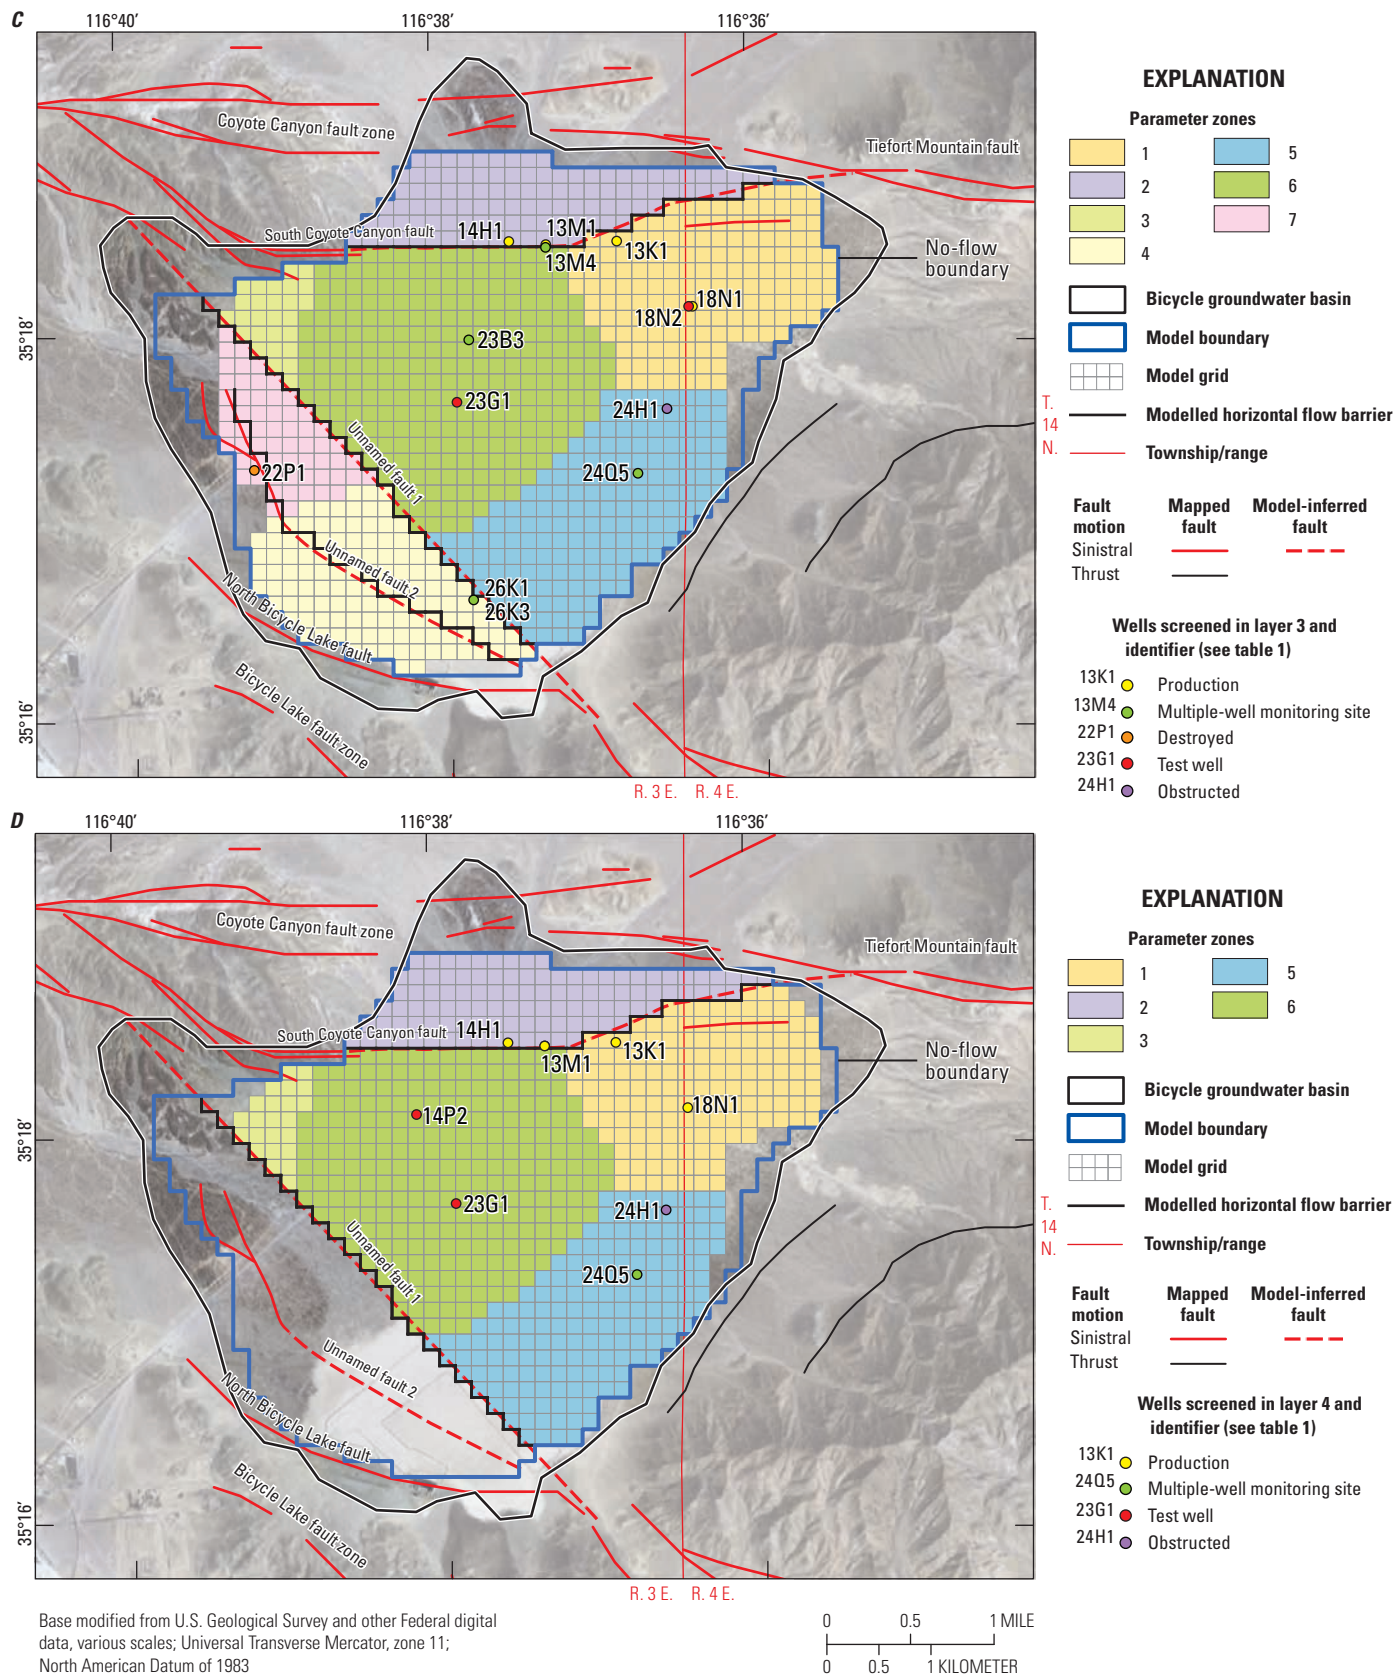 C
116°40′ 116°38′ 116°36′
Coyote Canyon fault zone
Tiefort Mountain fault
South Coyote Canyon fault
14H1
13M1
13M4
13K1
No-flow
boundary
18N1
18N2
35°18′
23B3
23G1
24H1
Unnamed fault 1
22P1
24Q5
Unnamed fault 2
26K1
26K3
North Bicycle Lake fault
Bicycle Lake fault zone
35°16′
T.
14
N.
R. 3 E. R. 4 E.
EXPLANATION
Parameter zones
1 5
2 6
3 7
4
Bicycle groundwater basin
Model boundary
Model grid
Modelled horizontal flow barrier
Township/range
Fault Mapped Model-inferred
motion fault fault
Sinistral
Thrust
Wells screened in layer 3 and
identifier (see table 1)
13K1 Production
13M4 Multiple-well monitoring site
22P1 Destroyed
23G1 Test well
24H1 Obstructed
D
116°40′ 116°38′ 116°36′
Coyote Canyon fault zone
Tiefort Mountain fault
South Coyote Canyon fault
14H1
13M1
13K1
No-flow
boundary
18N1
14P2
35°18′
23G1
24H1
Unnamed fault 1
24Q5
Unnamed fault 2
North Bicycle Lake fault
Bicycle Lake fault zone
35°16′
T.
14
N.
R. 3 E. R. 4 E.
EXPLANATION
Parameter zones
1 5
2 6
3
Bicycle groundwater basin
Model boundary
Model grid
Modelled horizontal flow barrier
Township/range
Fault Mapped Model-inferred
motion fault fault
Sinistral
Thrust
Wells screened in layer 4 and
identifier (see table 1)
13K1 Production
24Q5 Multiple-well monitoring site
23G1 Test well
24H1 Obstructed
Base modified from U.S. Geological Survey and other Federal digital
data, various scales; Universal Transverse Mercator, zone 11;
North American Datum of 1983
0 0.5 1 MILE
0 0.5 1 KILOMETER